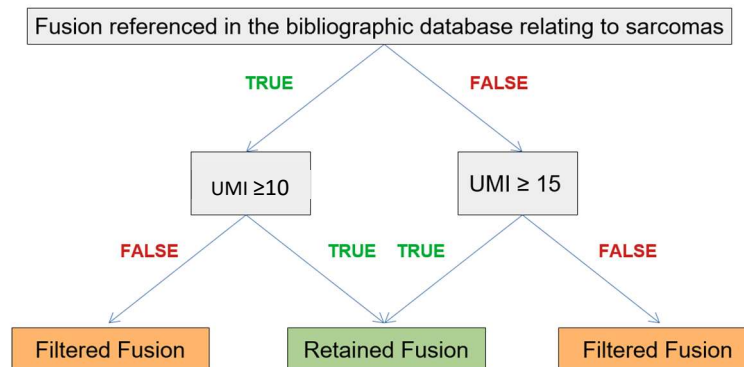 Fusion referenced in the bibliographic database relating to sarcomas
TRUE FALSE
UMI ≥10 UMI ≥ 15
FALSE TRUE TRUE FALSE
Filtered Fusion Retained Fusion Filtered Fusion